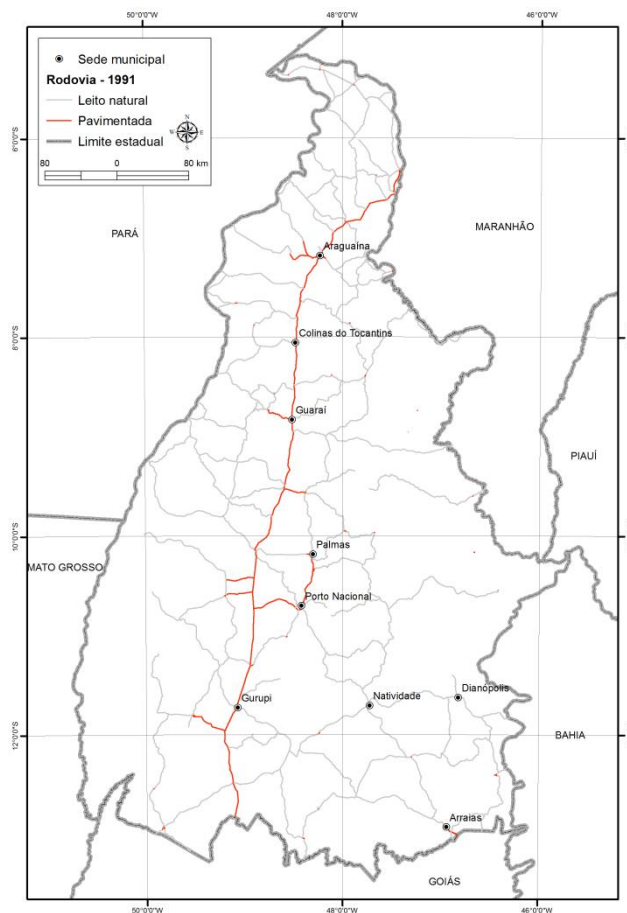 50°0'0"
48°0'0"
46°0'0"
Sede municipal
Rodovia - 1991
Leito natural
Pavimentada
Limite estadual
N
W
E
S
80
0
80 km
6°0'0"S
PARÁ
MARANHÃO
Araguaína
8°0'0"S
Colinas do Tocantins
Guaraí
PIAUÍ
10°0'0"S
Palmas
MATO GROSSO
Porto Nacional
Gurupi
Natividade
Dianópolis
12°0'0"S
BAHIA
Arraias
GOIÁS
50°0'0"
48°0'0"
46°0'0"